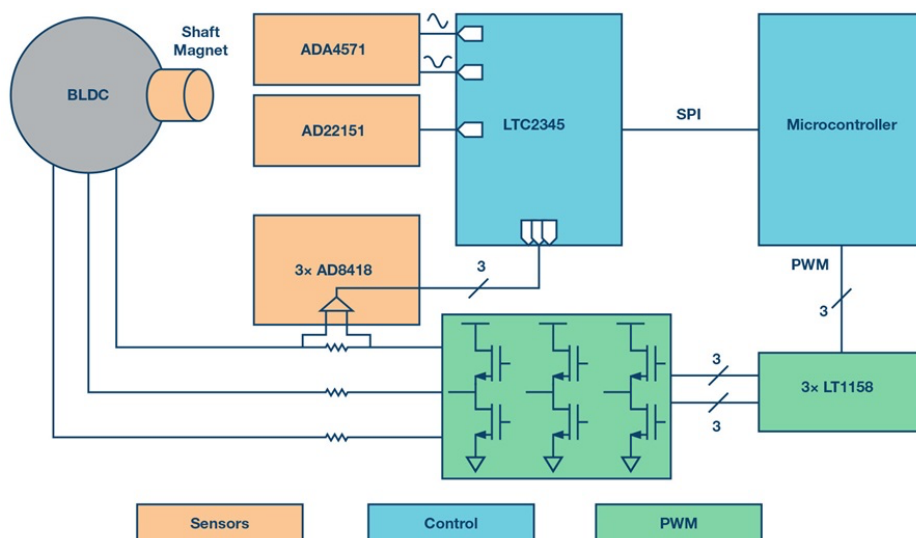 Shaft
Magnet
BLDC
ADA4571
AD22151
LTC2345
SPI
Microcontroller
3× AD8418
3
PWM
3
3
3× LT1158
3
Sensors
Control
PWM